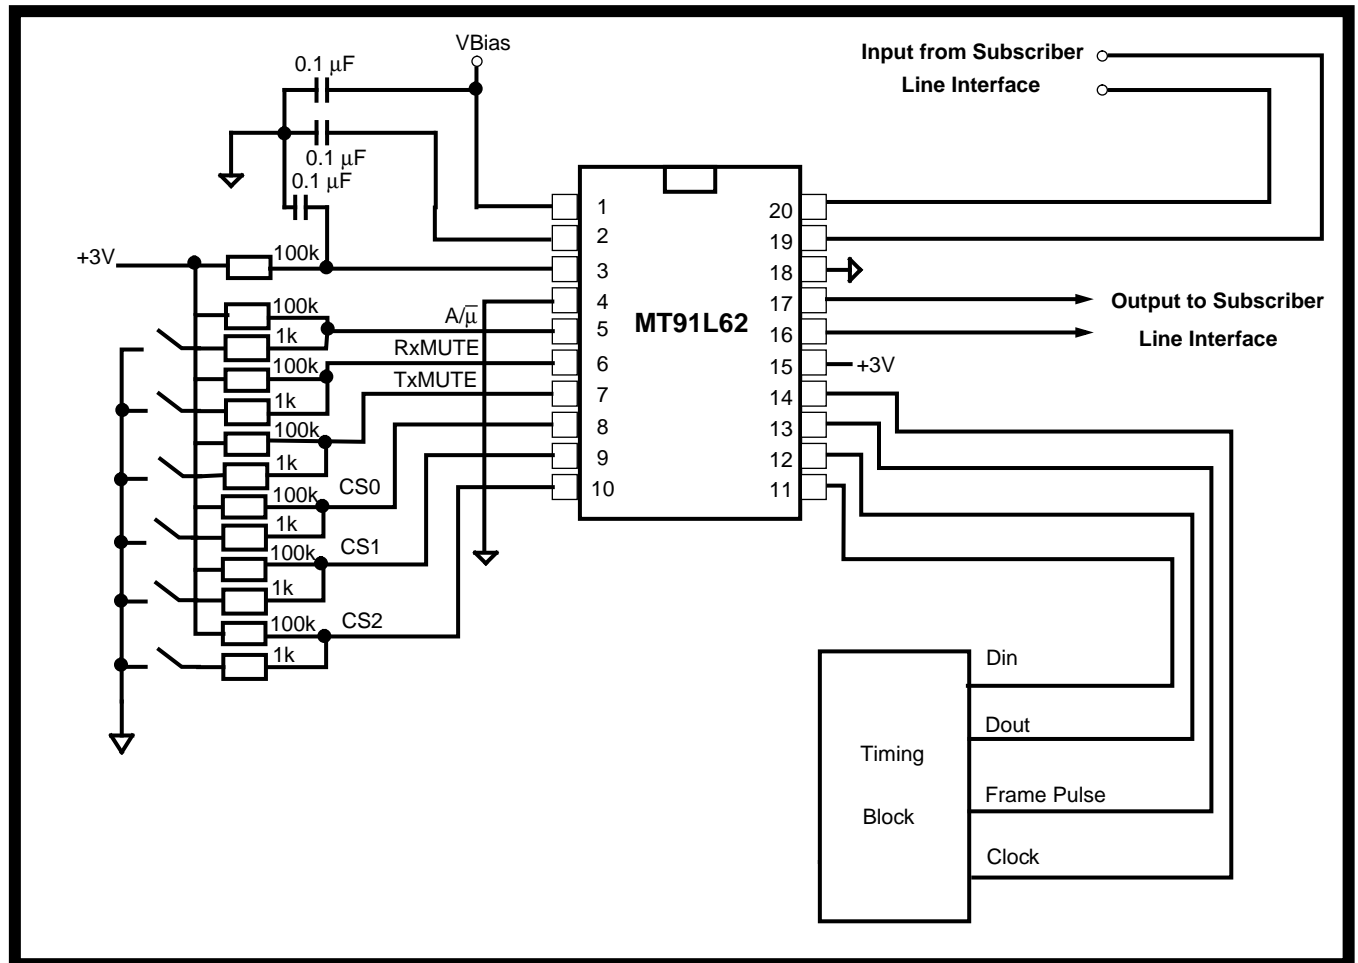 VBias
0.1 μF
0.1 μF
0.1 μF
+3V
100k
100k
1k
100k
1k
100k
1k
100k
1k
100k
1k
100k
1k
A/μ̅
RxMUTE
TxMUTE
CS0
CS1
CS2
1
2
3
4
5
6
7
8
9
10
MT91L62
20
19
18
17
16
15
14
13
12
11
Input from Subscriber
Line Interface
Output to Subscriber
Line Interface
+3V
Din
Dout
Frame Pulse
Clock
Timing
Block